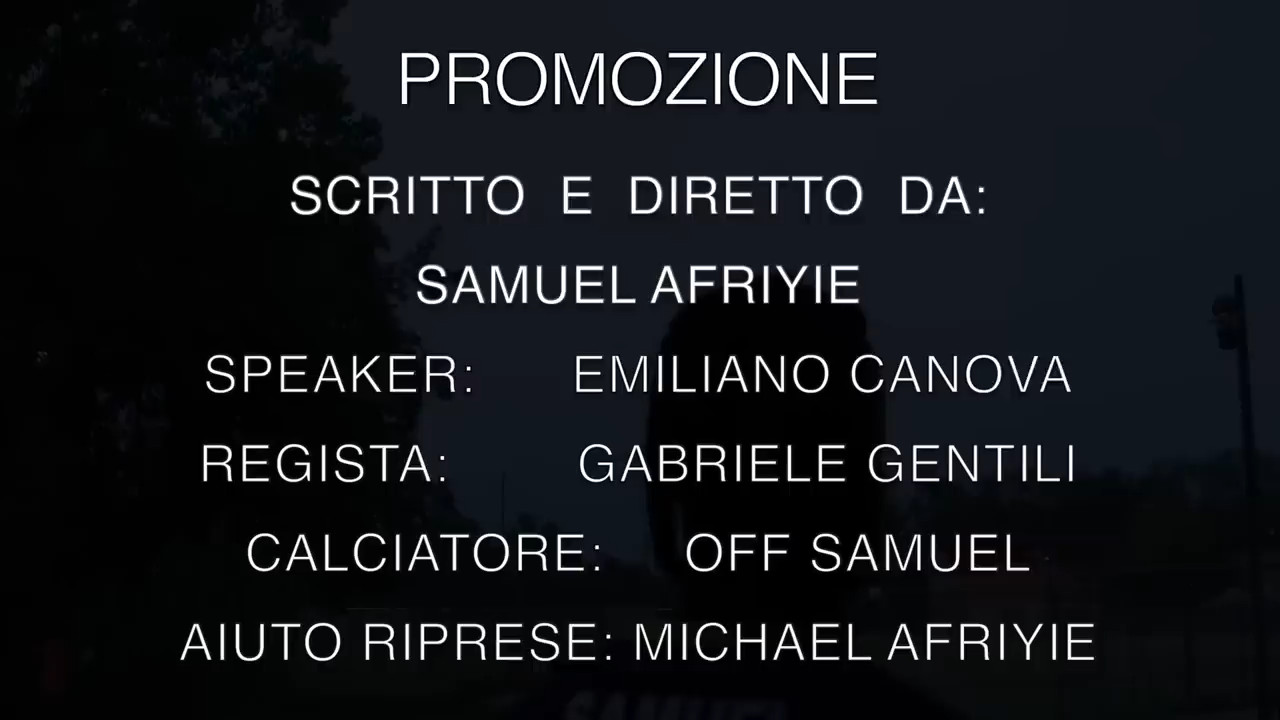 PROMOZIONE
SCRITTO E DIRETTO DA:
SAMUEL AFRIYIE
SPEAKER: EMILIANO CANOVA
REGISTA: GABRIELE GENTILI
CALCIATORE: OFF SAMUEL
AIUTO RIPRESE: MICHAEL AFRIYIE
SAMUEL